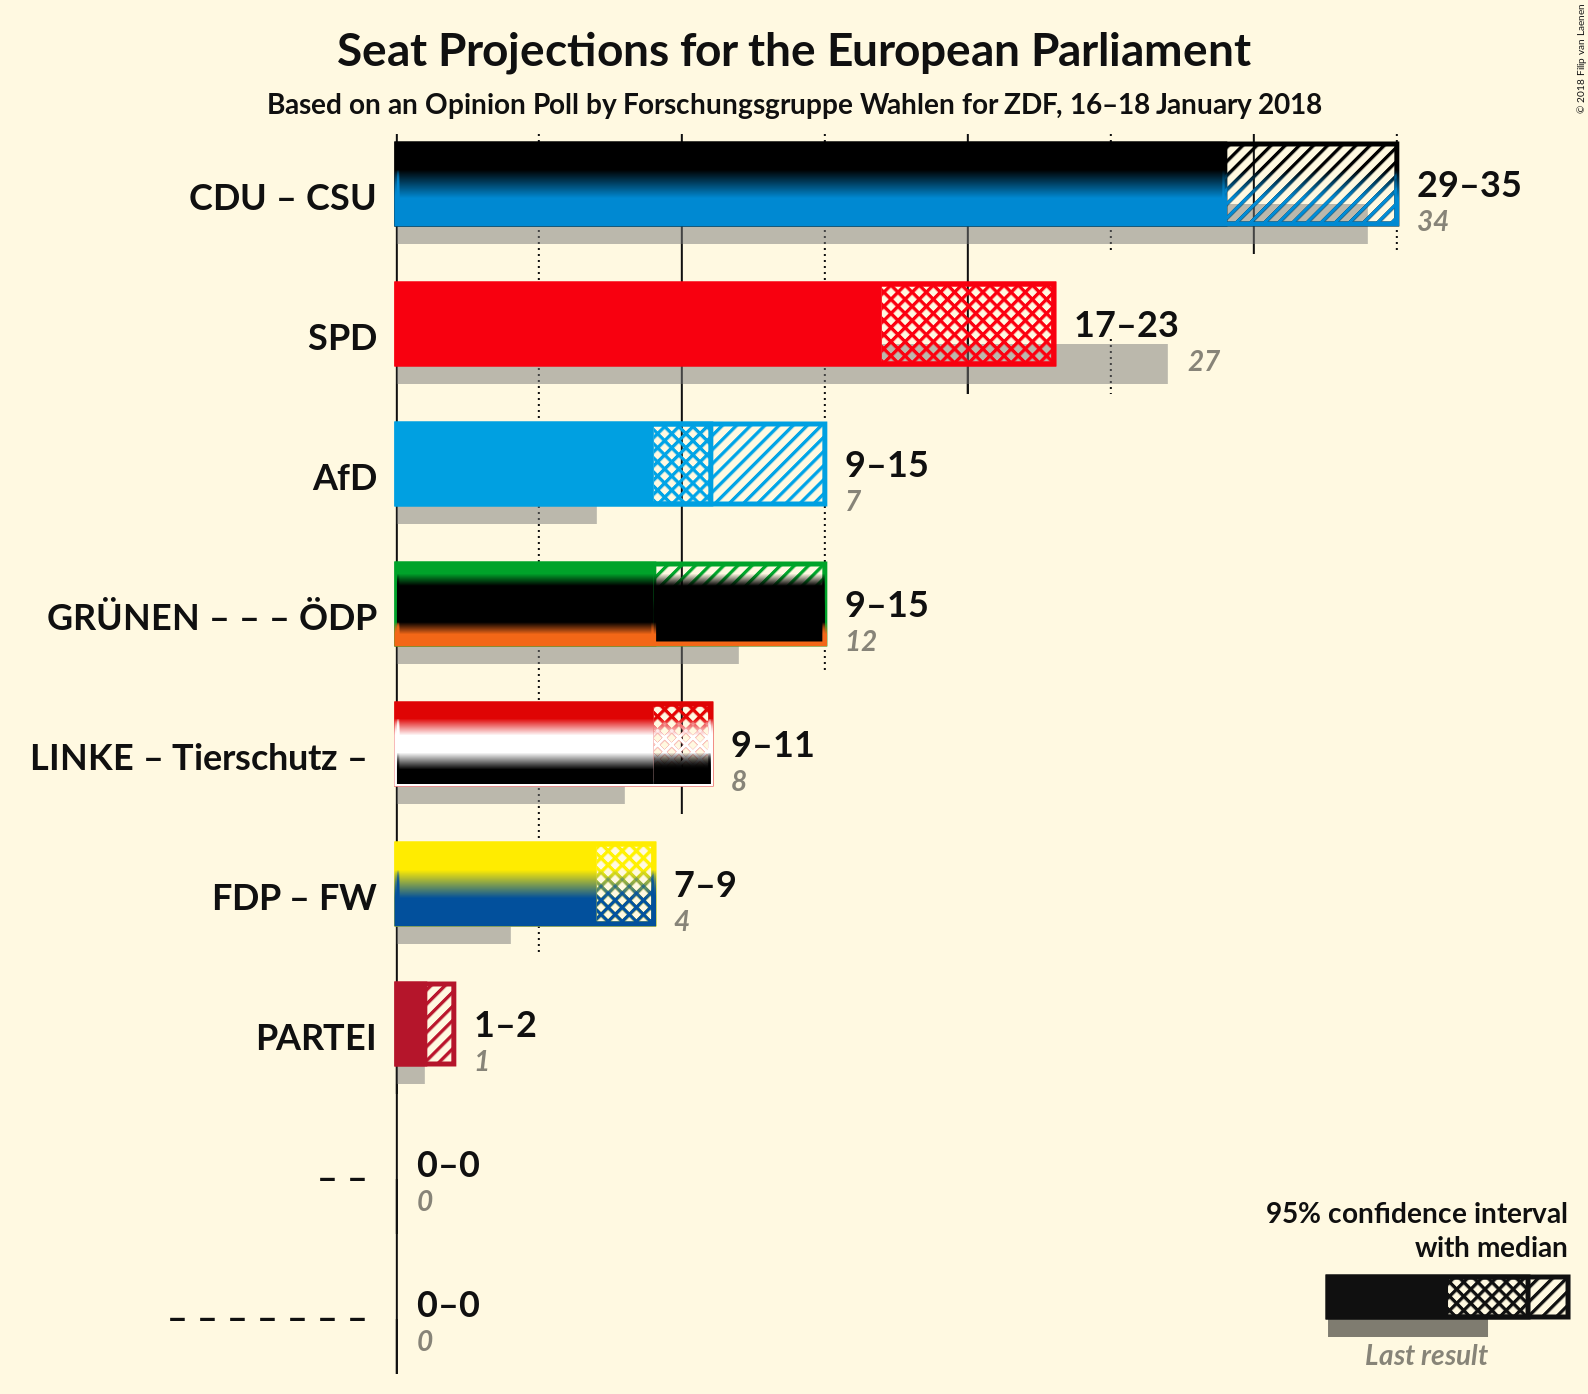 Seat Projections for the European Parliament
Based on an Opinion Poll by Forschungsgruppe Wahlen for ZDF, 16–18 January 2018
© 2018 Filip van Laenen
CDU – CSU
29–35
34
SPD
17–23
27
AfD
9–15
7
GRÜNEN – – – ÖDP
9–15
12
LINKE – Tierschutz –
9–11
8
FDP – FW
7–9
4
PARTEI
1–2
1
– –
0–0
0
– – – – – – –
0–0
0
95% confidence interval
with median
Last result